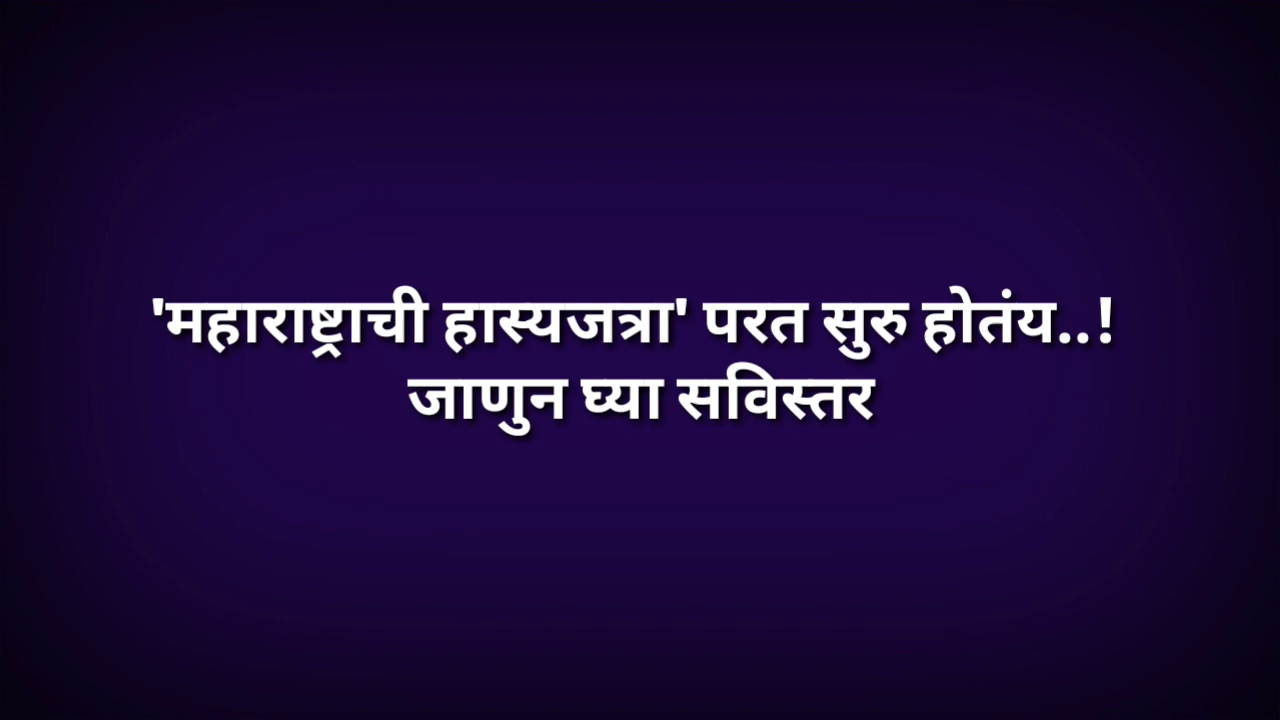 'महाराष्ट्राची हास्यजत्रा' परत सुरु होतंय..!
जाणुन घ्या सविस्तर